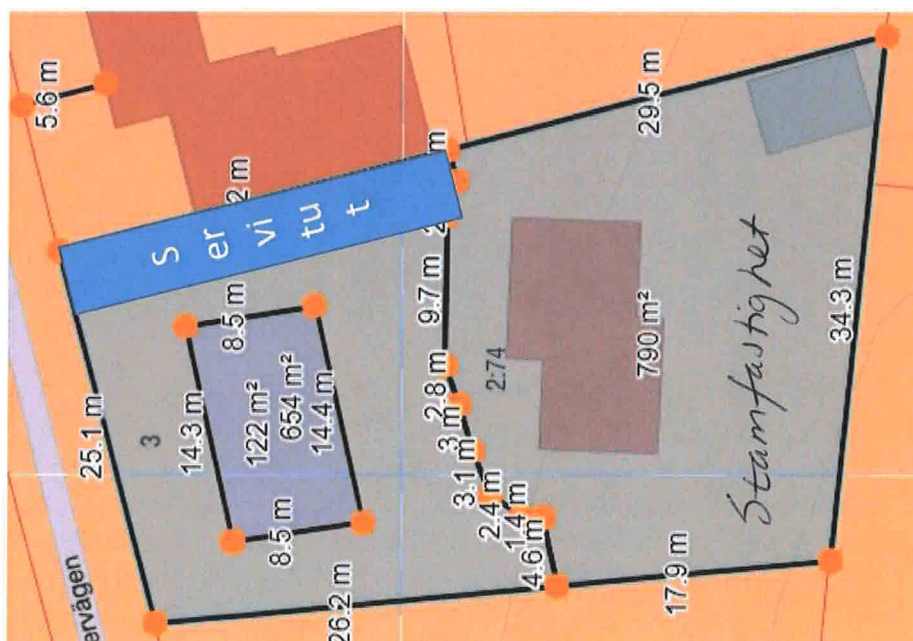 5.6 m
2 m
m
S
er
vi
tu
t
25.1 m
3
8.5 m
14.3 m
122 m²
654 m²
14.4 m
8.5 m
9.7 m
2.8 m
3 m
3.1 m
2.4 m
1.4 m
4.6 m
29.5 m
2:74
790 m²
Stamfastighet
34.3 m
17.9 m
26.2 m
ervägen